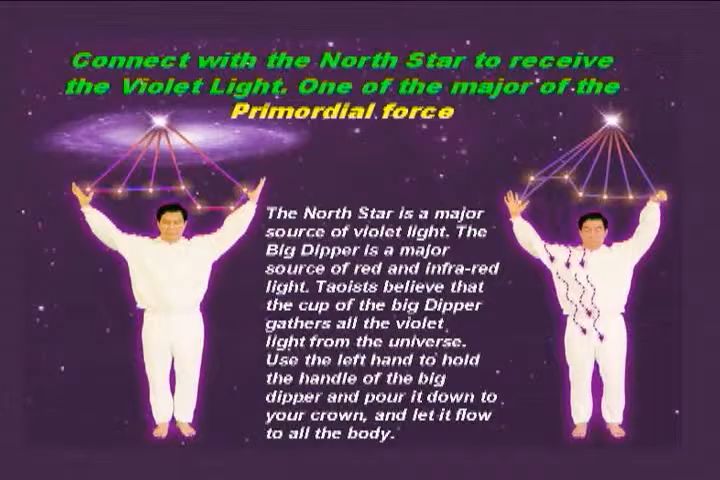 Connect with the North Star to receive
the Violet Light. One of the major of the
Primordial force
The North Star is a major
source of violet light. The
Big Dipper is a major
source of red and infra-red
light. Taoists believe that
the cup of the big Dipper
gathers all the violet
light from the universe.
Use the left hand to hold
the handle of the big
dipper and pour it down to
your crown, and let it flow
to all the body.